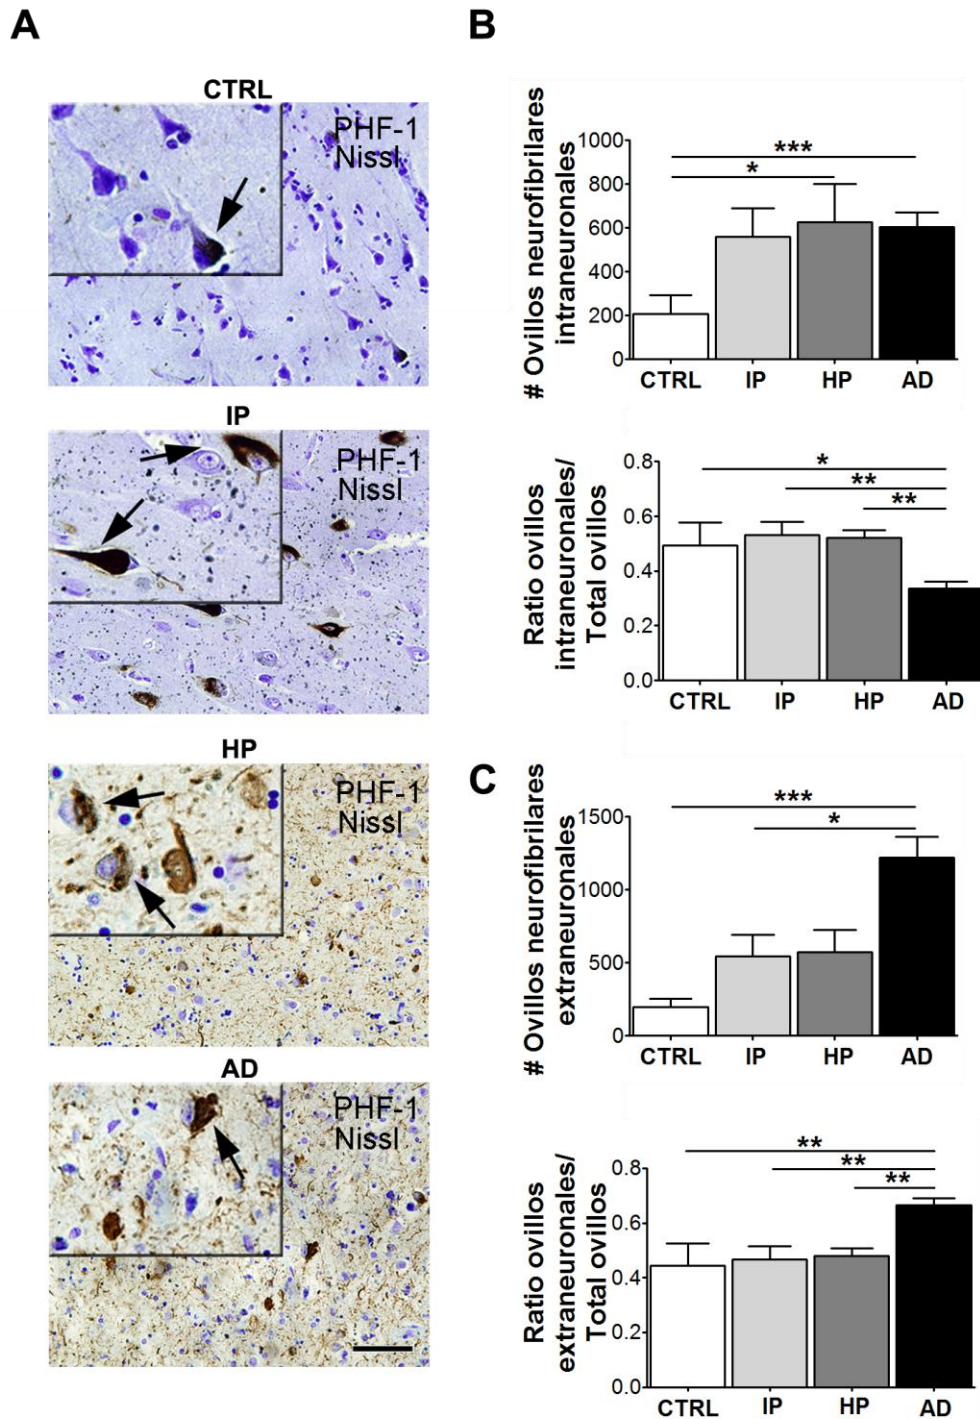 A
CTRL
PHF-1
Nissl
IP
PHF-1
Nissl
HP
PHF-1
Nissl
AD
PHF-1
Nissl
B
# Ovillos neurofibrilares
intraneuronales
1000
800
600
400
200
0
***
*
CTRL IP HP AD
Ratio ovillos
intraneuronales/
Total ovillos
0.8
0.6
0.4
0.2
0.0
*
**
**
CTRL IP HP AD
C
# Ovillos neurofibrilares
extraneuronales
1500
1000
500
0
***
*
CTRL IP HP AD
Ratio ovillos
extraneuronales/
Total ovillos
0.8
0.6
0.4
0.2
0.0
**
**
**
CTRL IP HP AD